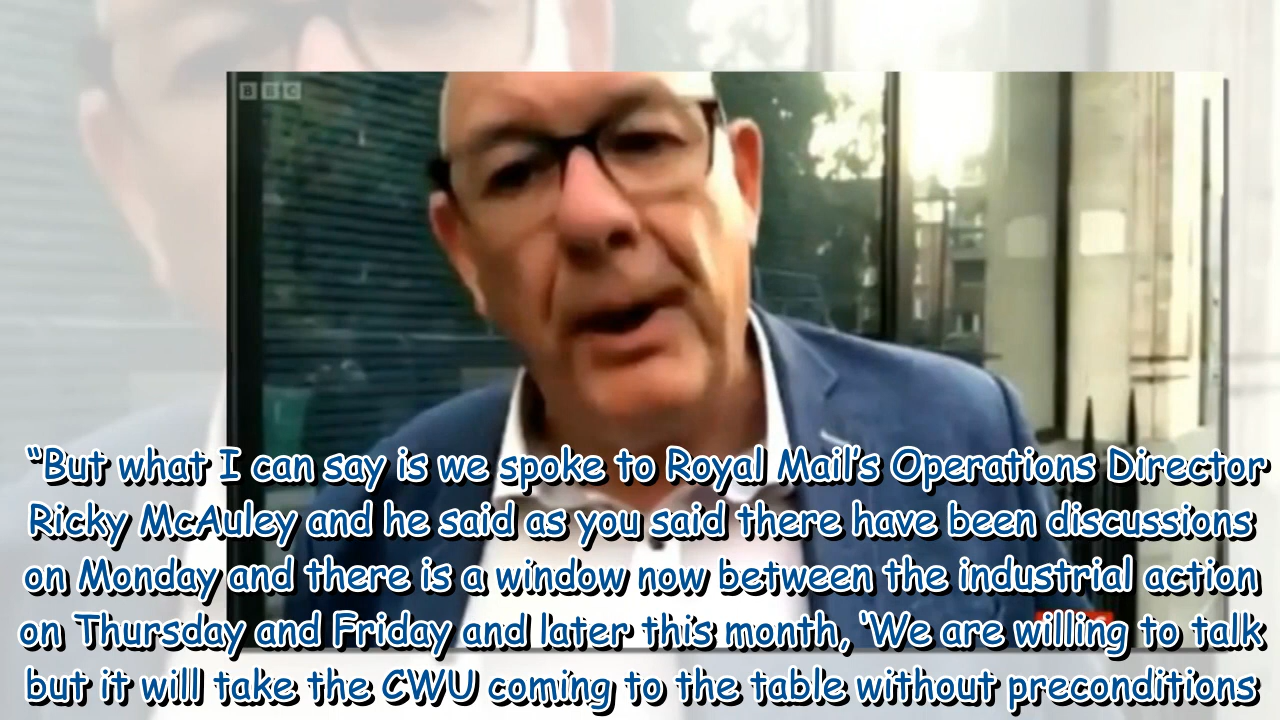 BBC
“But what I can say is we spoke to Royal Mail’s Operations Director
Ricky McAuley and he said as you said there have been discussions
on Monday and there is a window now between the industrial action
on Thursday and Friday and later this month, ‘We are willing to talk
but it will take the CWU coming to the table without preconditions